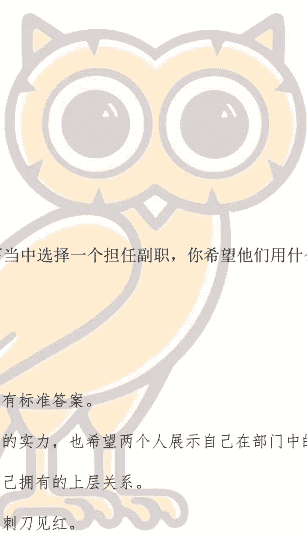 当中选择一个担任副职，你希望他们用什
有标准答案。
的实力，也希望两个人展示自己在部门中的
己拥有的上层关系。
刺刀见红。